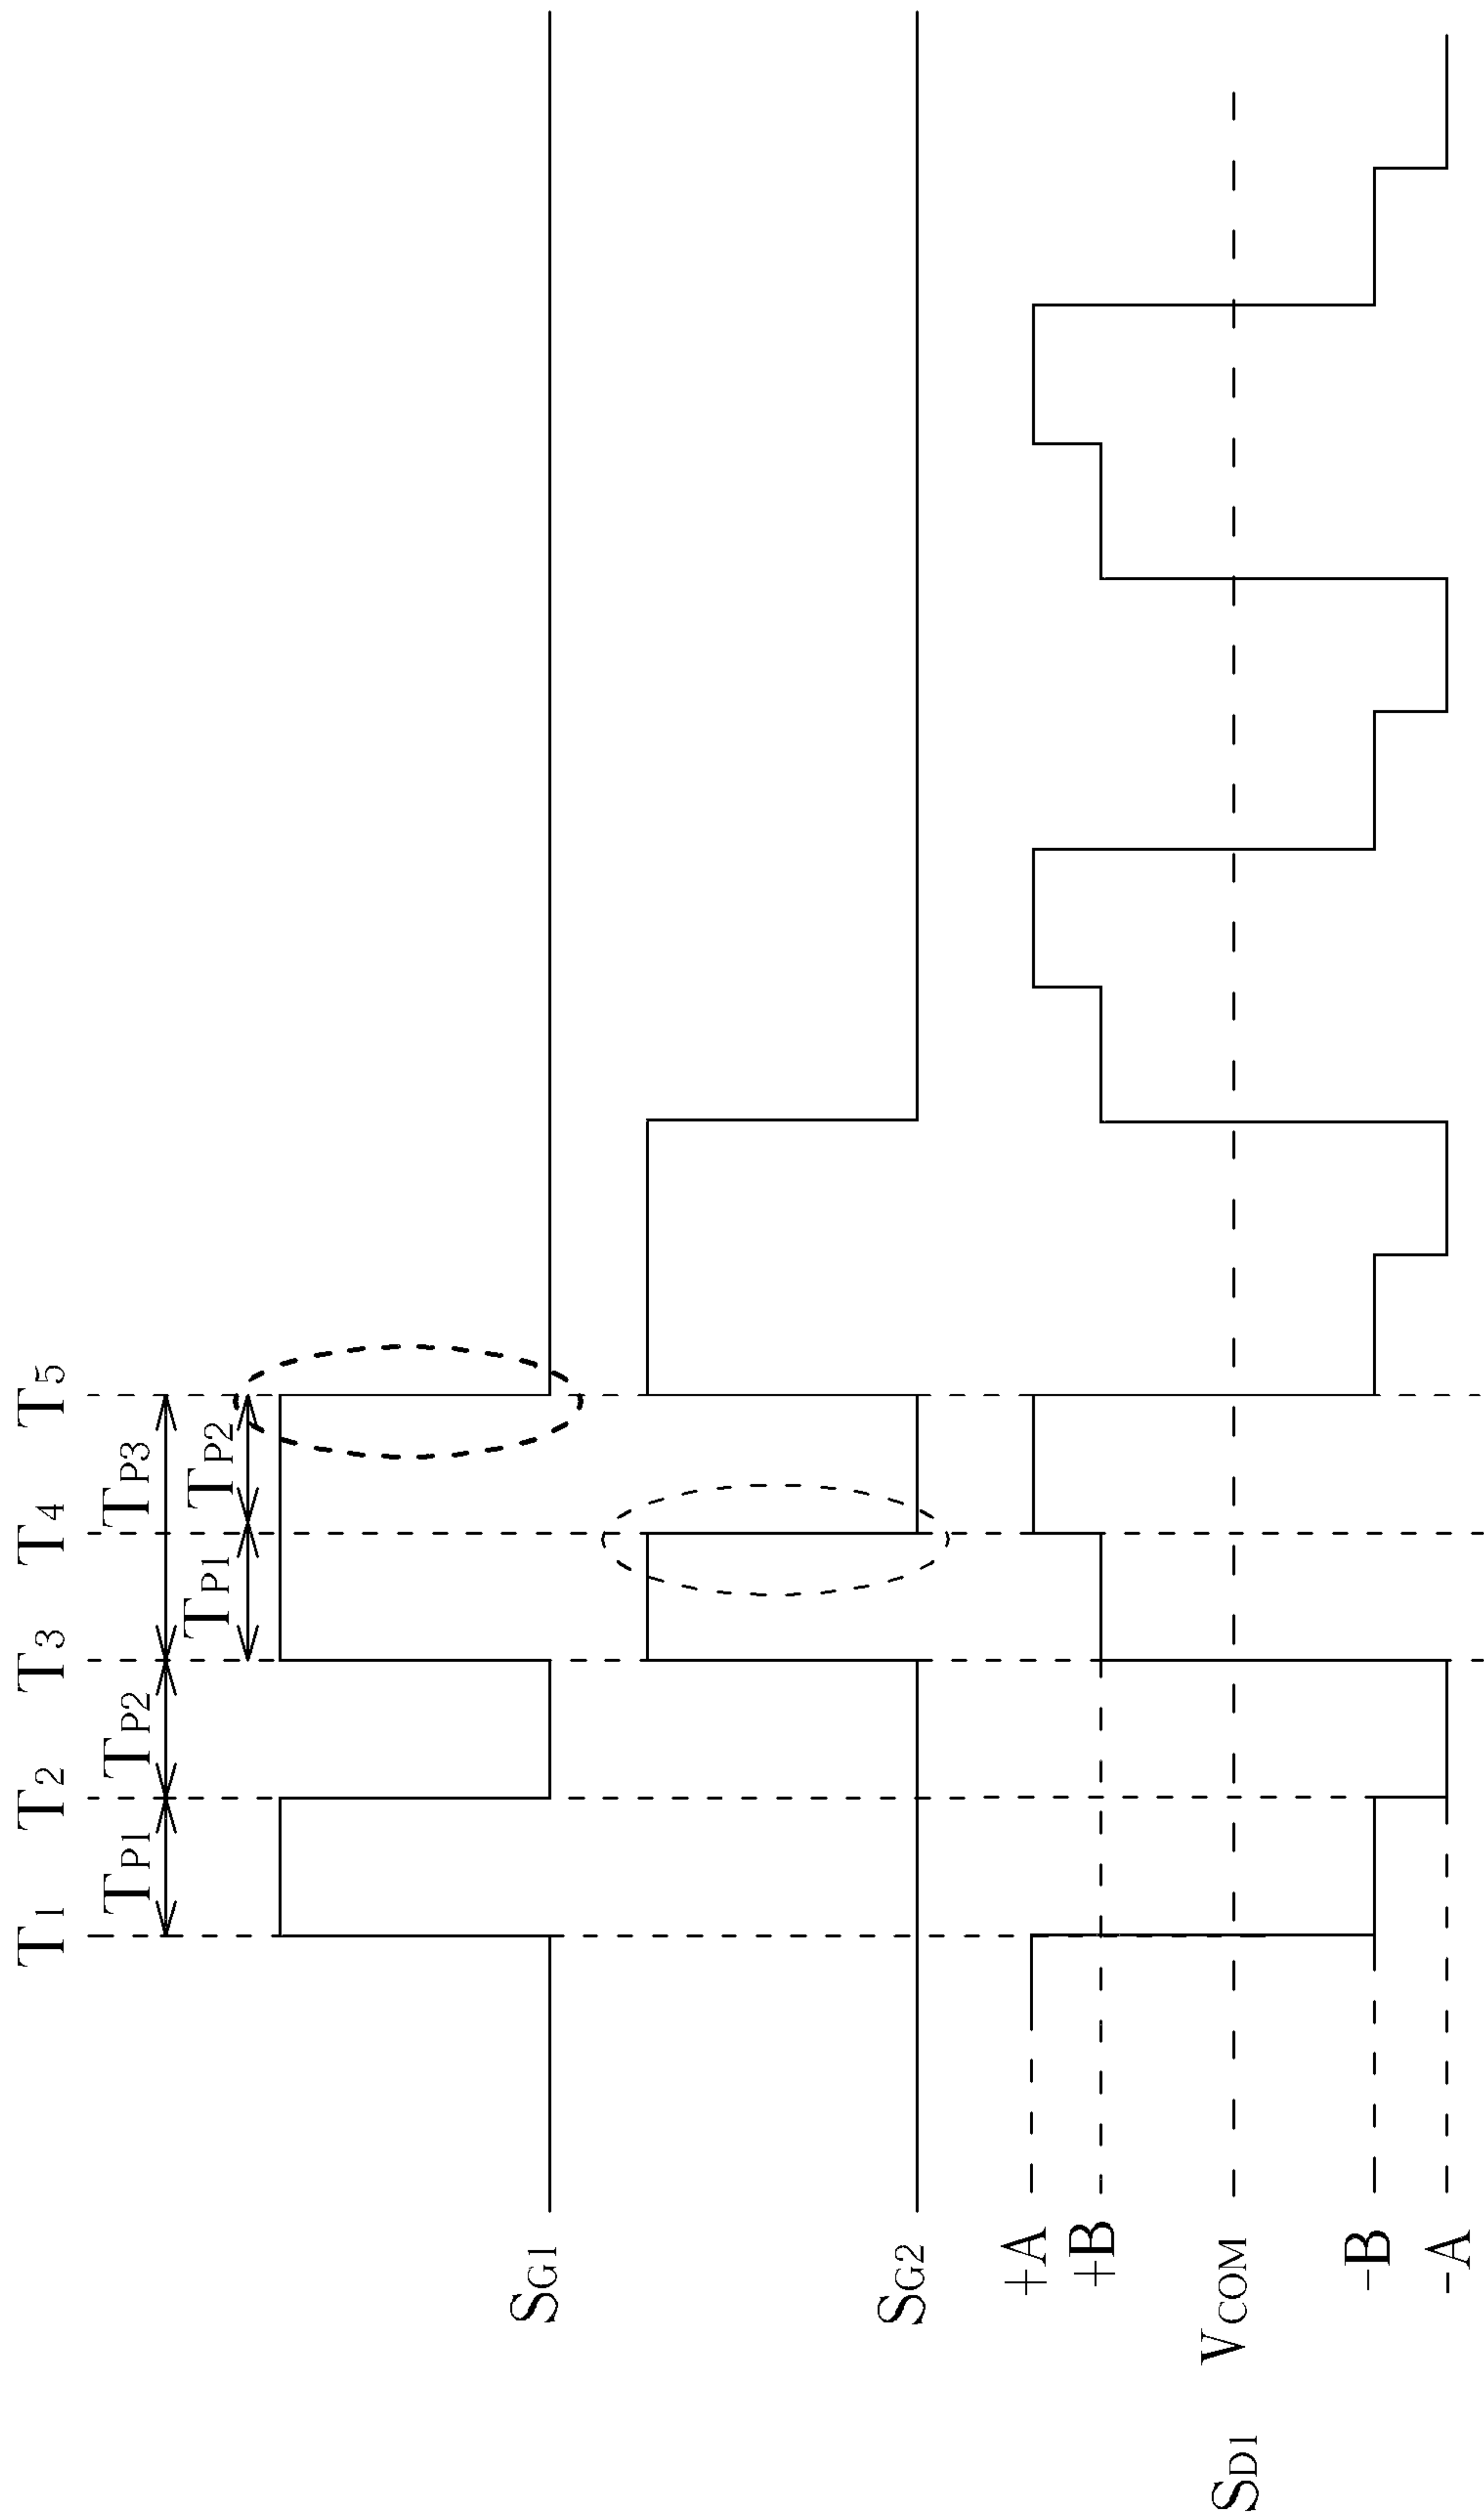 T1 T2 T3 T4 T5
TP1 TP2 TP3
TP1 TP2
SG1
SG2
+A
+B
VCOM
SD1
-B
-A